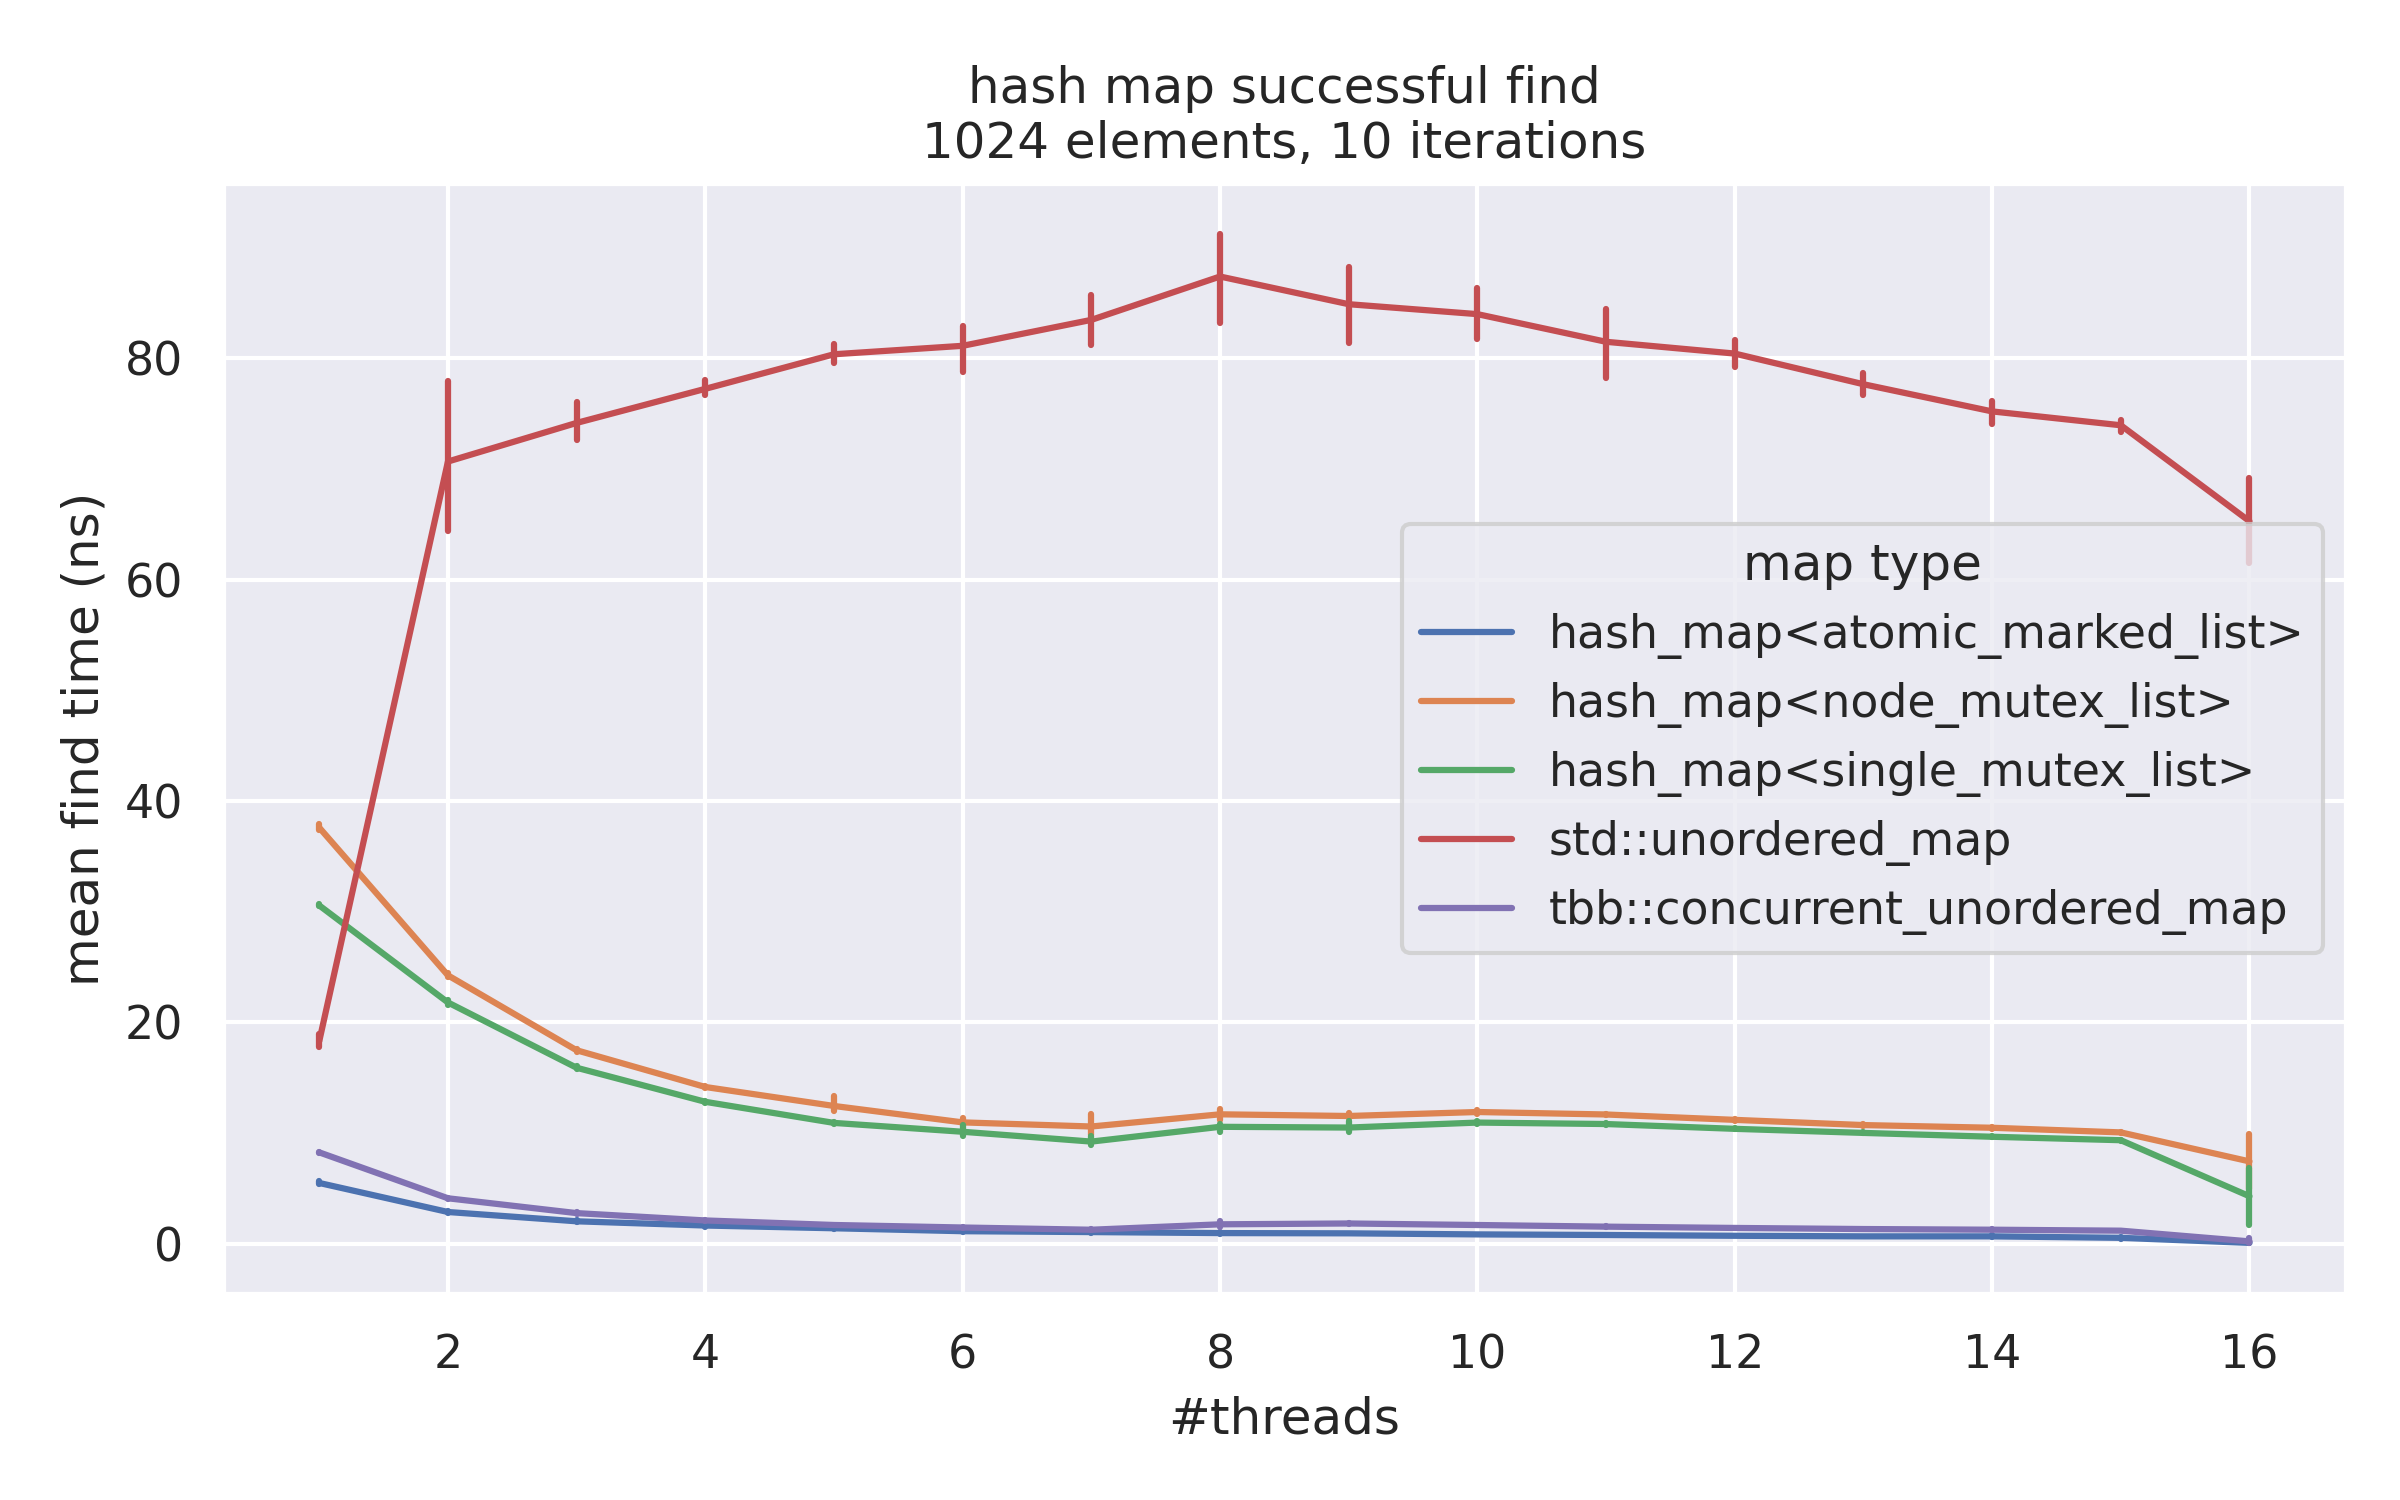 hash map successful find
1024 elements, 10 iterations
mean find time (ns)
80
60
40
20
0
map type
hash_map<atomic_marked_list>
hash_map<node_mutex_list>
hash_map<single_mutex_list>
std::unordered_map
tbb::concurrent_unordered_map
2 4 6 8 10 12 14 16
#threads